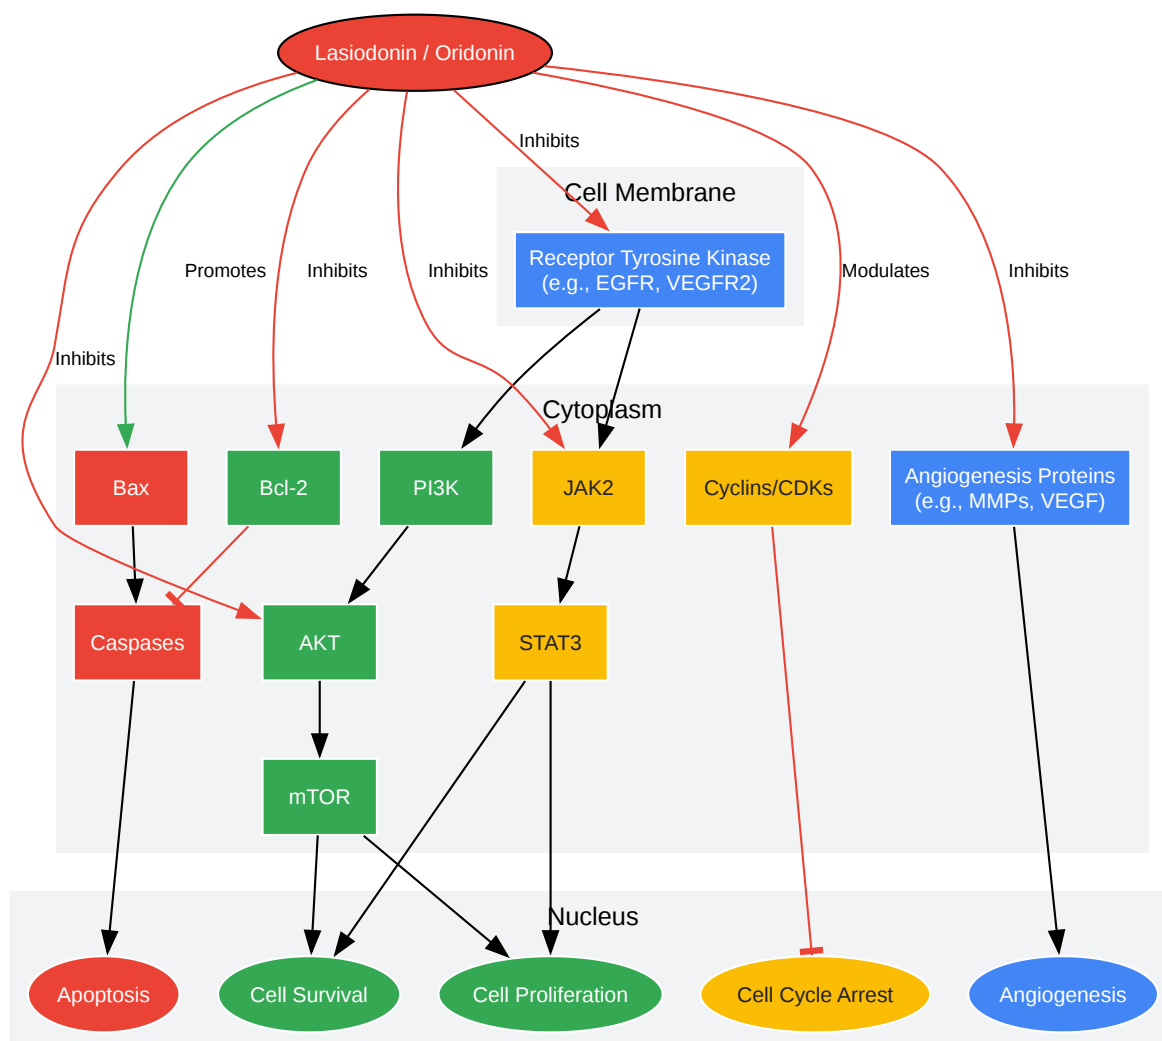 Lasiodonin / Oridonin
Inhibits
Cell Membrane
Receptor Tyrosine Kinase
(e.g., EGFR, VEGFR2)
Promotes
Inhibits
Inhibits
Modulates
Inhibits
Inhibits
Cytoplasm
Bax
Bcl-2
PI3K
JAK2
Cyclins/CDKs
Angiogenesis Proteins
(e.g., MMPs, VEGF)
Caspases
AKT
STAT3
mTOR
Nucleus
Apoptosis
Cell Survival
Cell Proliferation
Cell Cycle Arrest
Angiogenesis